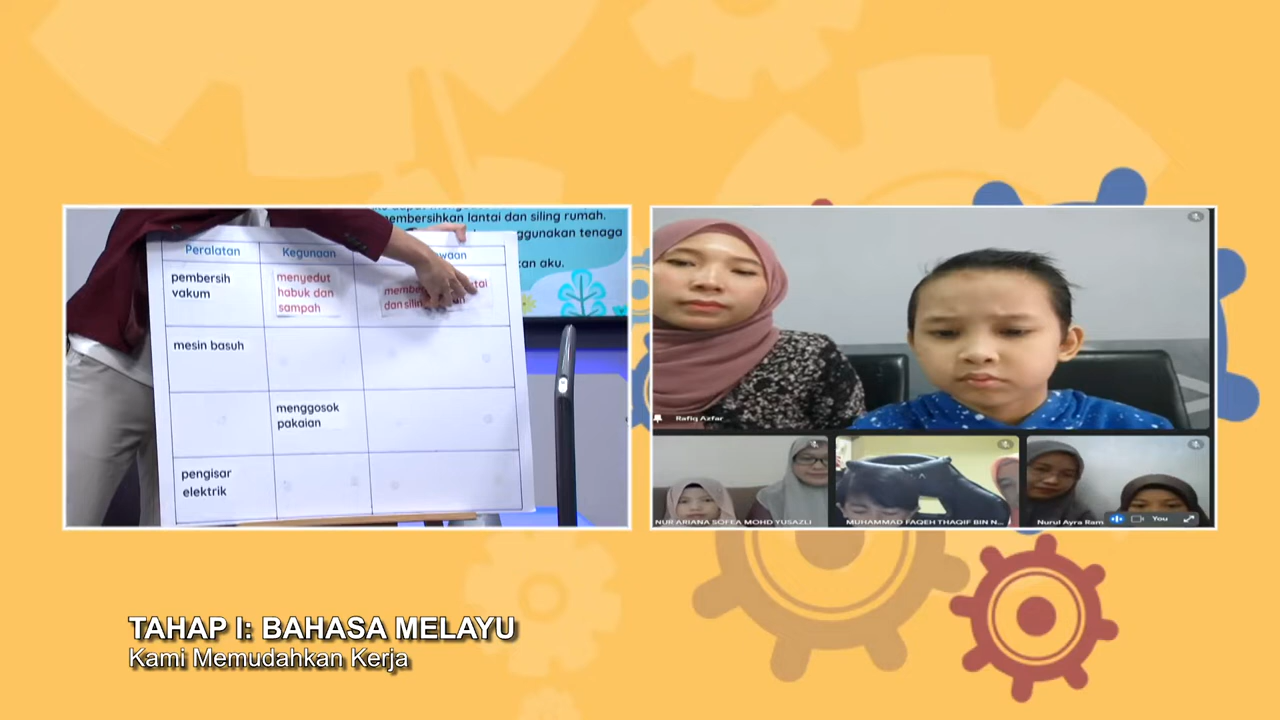 membersihkan lantai dan siling rumah.
tenaga
kan aku.
Peralatan
Kegunaan
pembersih
vakum
menyedut
habuk dan
sampah
dan
mesin basuh
menggosok
pakaian
pengisar
elektrik
Rafiq Azfar
NUR ARIANA SOFEA MOHD YUSAZLI
MUHAMMAD FAQEH THAQIF BIN N...
Nurul Ayra Ram
You
TAHAP I: BAHASA MELAYU
Kami Memudahkan Kerja